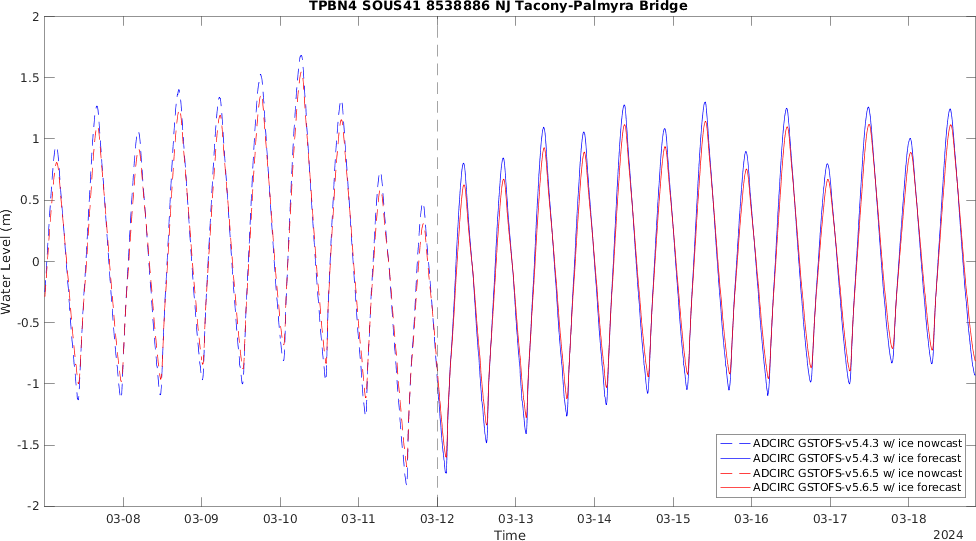 TPBN4 SOUS41 8538886 NJ Tacony-Palmyra Bridge
2
1.5
1
0.5
0
-0.5
-1
-1.5
-2
Water Level (m)
ADCIRC GSTOFS-v5.4.3 w/ ice nowcast
ADCIRC GSTOFS-v5.4.3 w/ ice forecast
ADCIRC GSTOFS-v5.6.5 w/ ice nowcast
ADCIRC GSTOFS-v5.6.5 w/ ice forecast
03-08 03-09 03-10 03-11 03-12 03-13 03-14 03-15 03-16 03-17 03-18
Time
2024